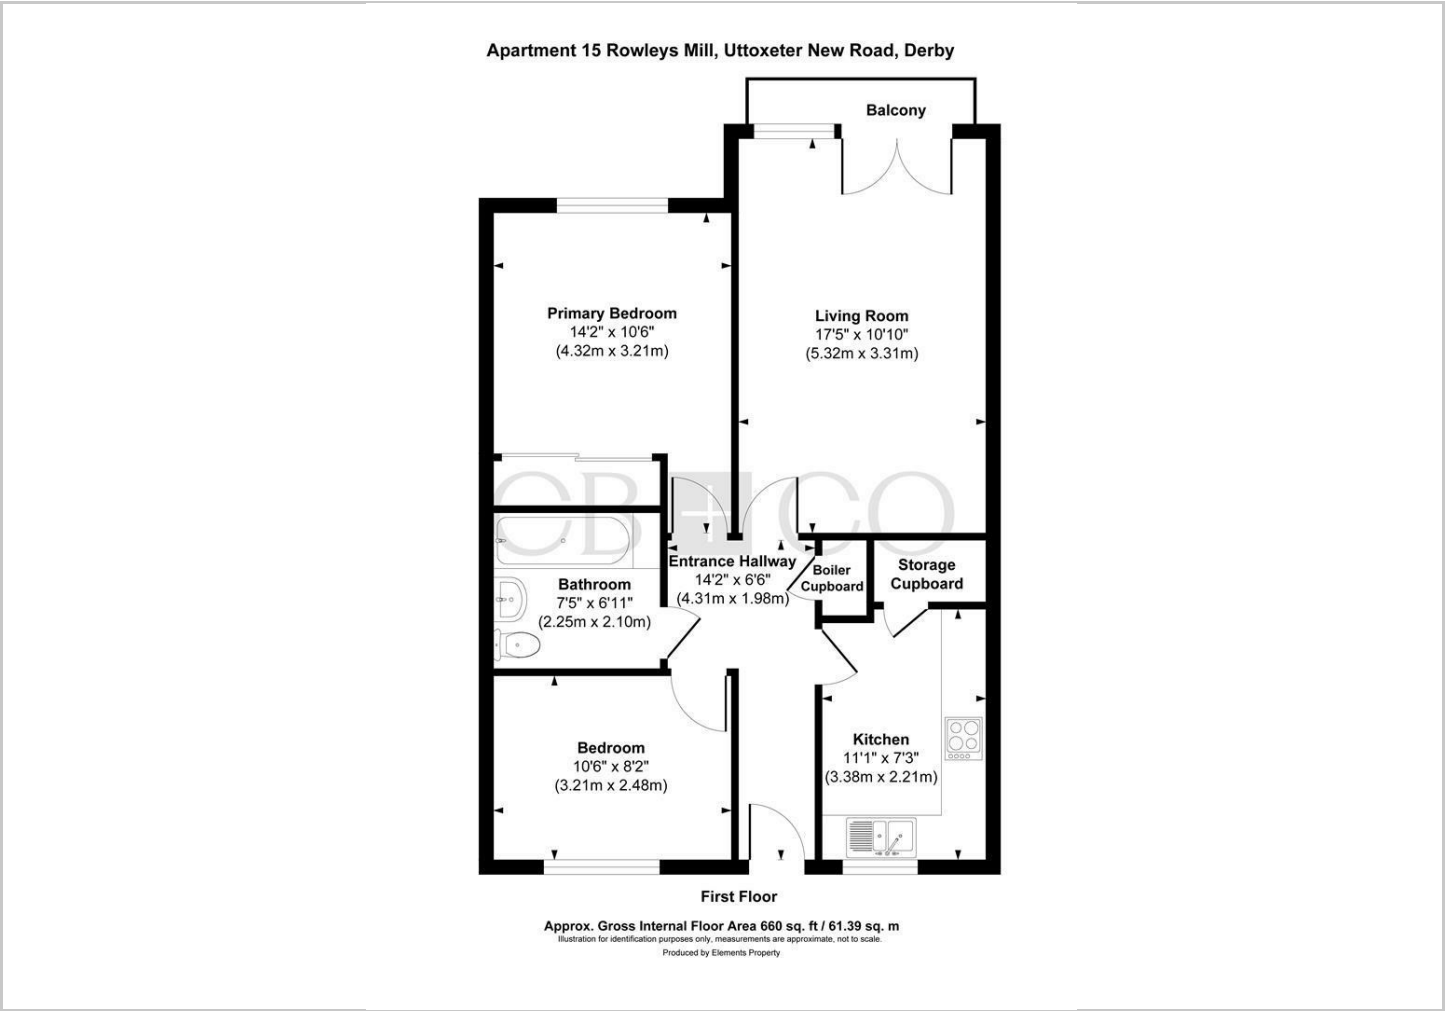 Apartment 15 Rowleys Mill, Uttoxeter New Road, Derby
Balcony
Primary Bedroom
14'2" x 10'6"
(4.32m x 3.21m)
Living Room
17'5" x 10'10"
(5.32m x 3.31m)
CB+CO
Entrance Hallway
14'2" x 6'6"
(4.31m x 1.98m)
Boiler
Cupboard
Storage
Cupboard
Bathroom
7'5" x 6'11"
(2.25m x 2.10m)
Bedroom
10'6" x 8'2"
(3.21m x 2.48m)
Kitchen
11'1" x 7'3"
(3.38m x 2.21m)
First Floor
Approx. Gross Internal Floor Area 660 sq. ft / 61.39 sq. m
Illustration for identification purposes only, measurements are approximate, not to scale.
Produced by Elements Property